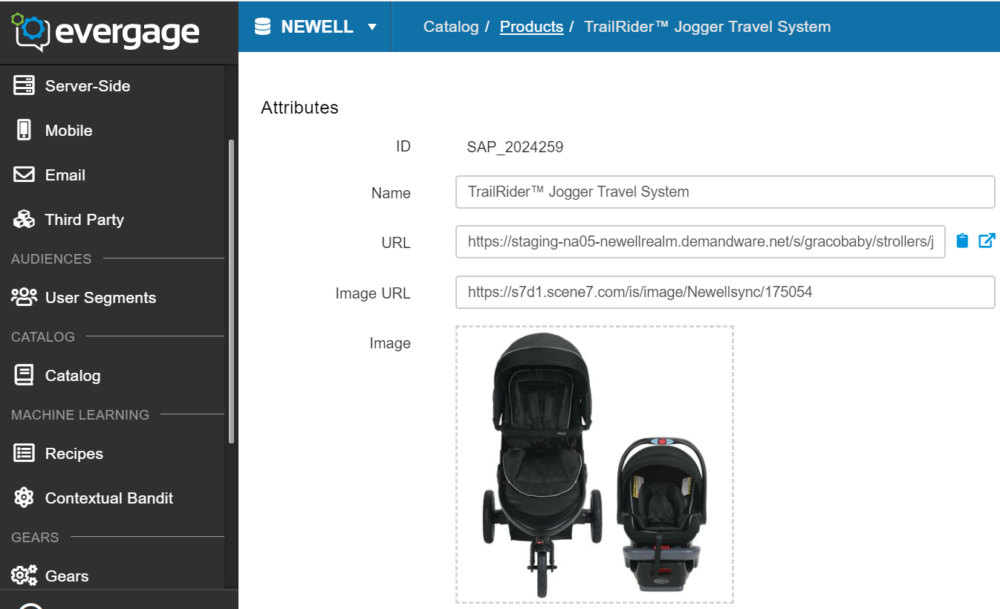 evergage
NEWELL
Catalog / Products / TrailRider™ Jogger Travel System
Server-Side
Mobile
Email
Third Party
AUDIENCES
User Segments
CATALOG
Catalog
MACHINE LEARNING
Recipes
Contextual Bandit
GEARS
Gears
Attributes
ID SAP_2024259
Name TrailRider™ Jogger Travel System
URL https://staging-na05-newellrealm.demandware.net/s/gracobaby/strollers/j
Image URL https://s7d1.scene7.com/is/image/Newellsync/175054
Image